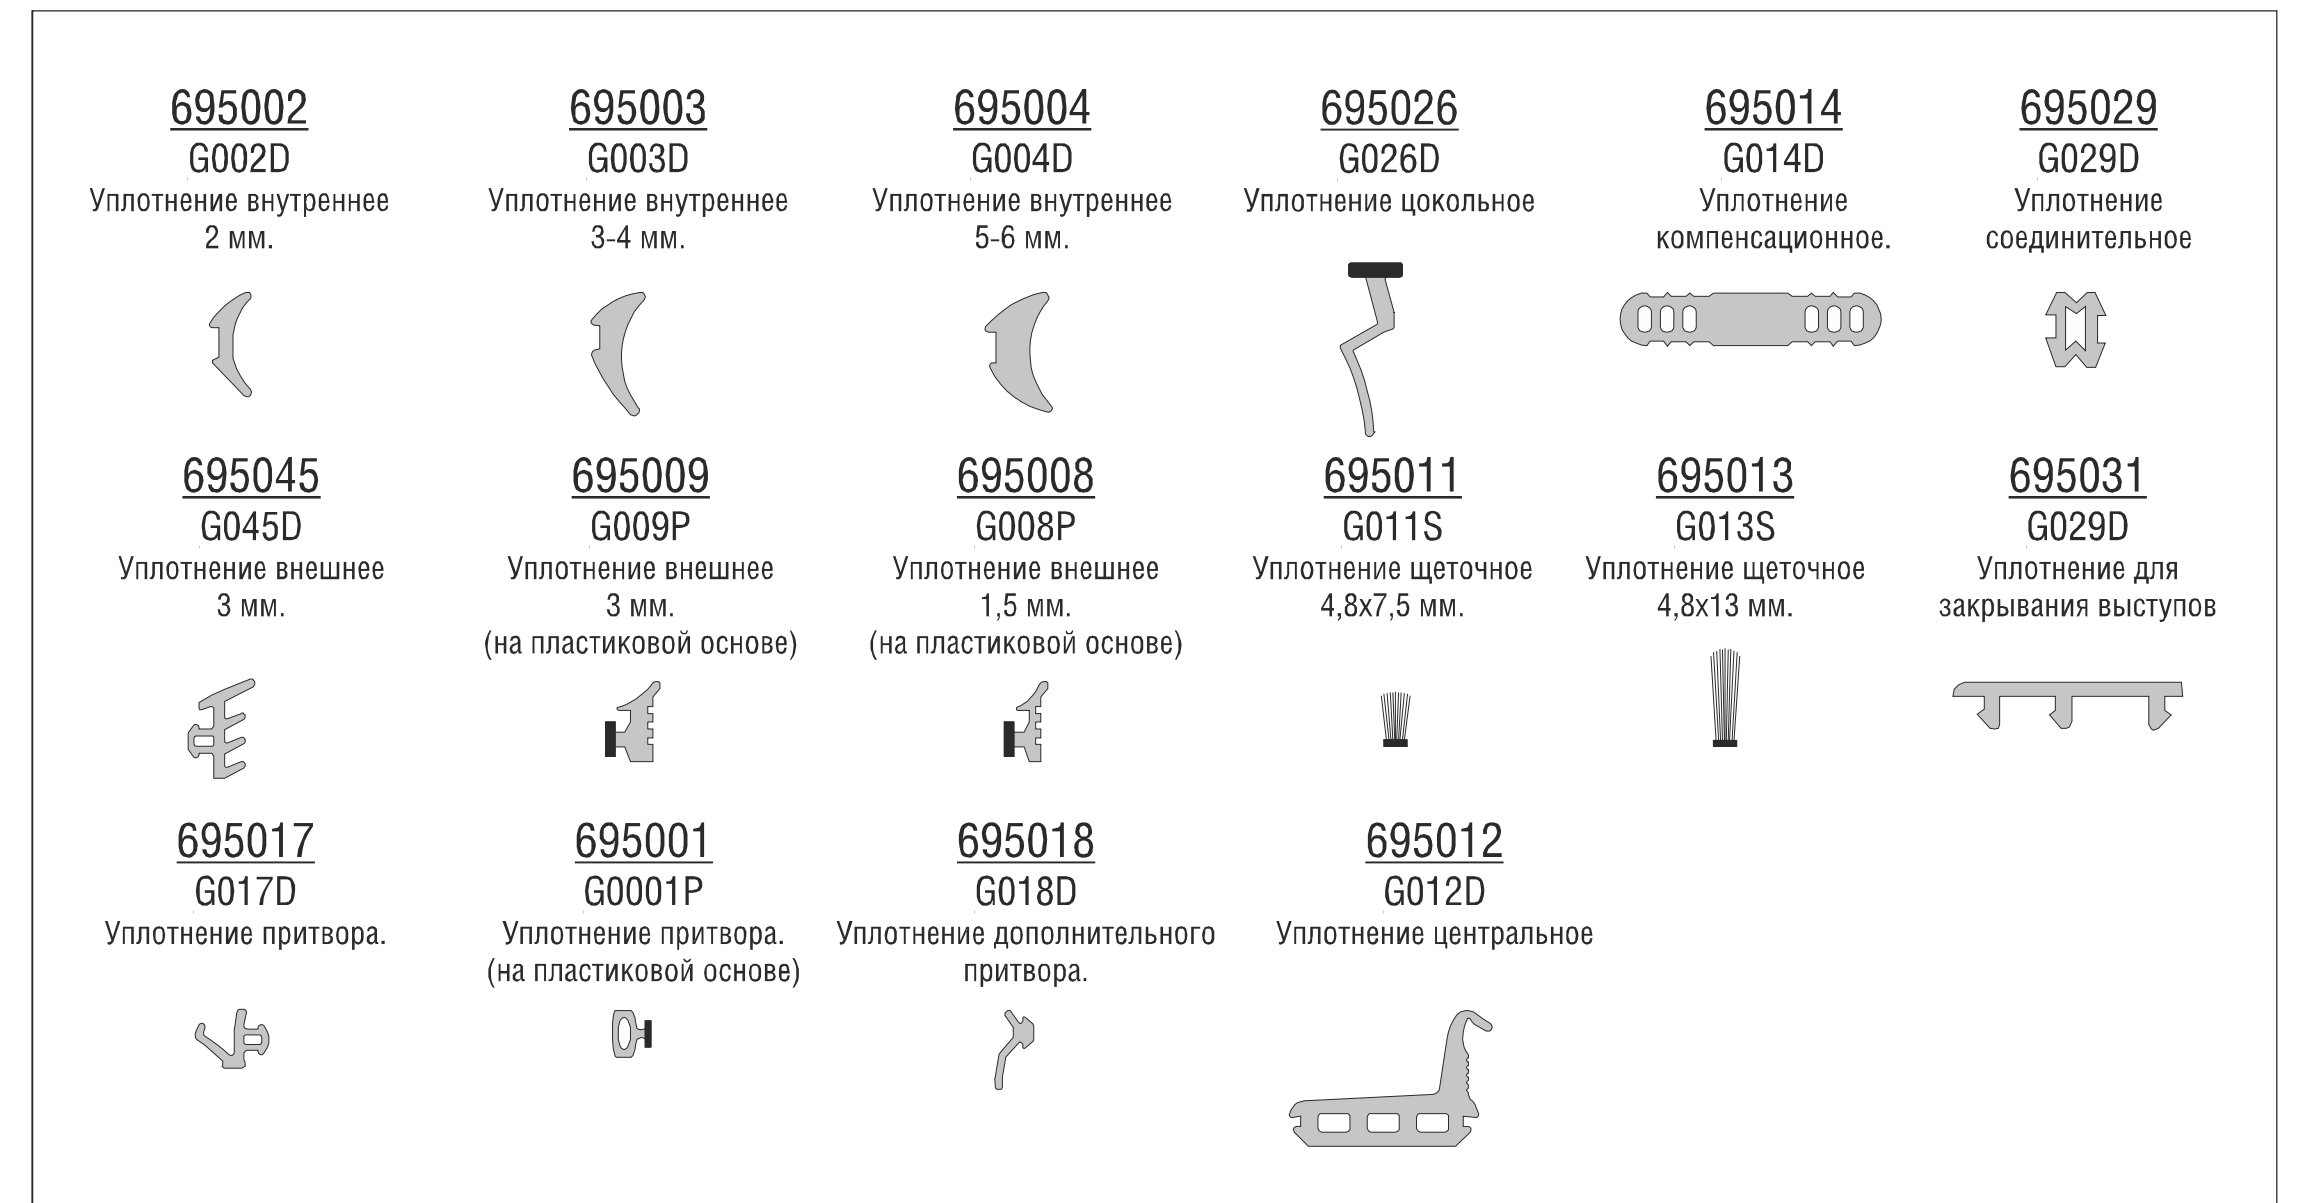 695002
G002D
Уплотнение внутреннее
2 мм.
695003
G003D
Уплотнение внутреннее
3-4 мм.
695004
G004D
Уплотнение внутреннее
5-6 мм.
695026
G026D
Уплотнение цокольное
695014
G014D
Уплотнение
компенсационное.
695029
G029D
Уплотнение
соединительное
695045
G045D
Уплотнение внешнее
3 мм.
695009
G009P
Уплотнение внешнее
3 мм.
(на пластиковой основе)
695008
G008P
Уплотнение внешнее
1,5 мм.
(на пластиковой основе)
695011
G011S
Уплотнение щеточное
4,8х7,5 мм.
695013
G013S
Уплотнение щеточное
4,8х13 мм.
695031
G029D
Уплотнение для
закрывания выступов
695017
G017D
Уплотнение притвора.
695001
G0001P
Уплотнение притвора.
(на пластиковой основе)
695018
G018D
Уплотнение дополнительного
притвора.
695012
G012D
Уплотнение центральное